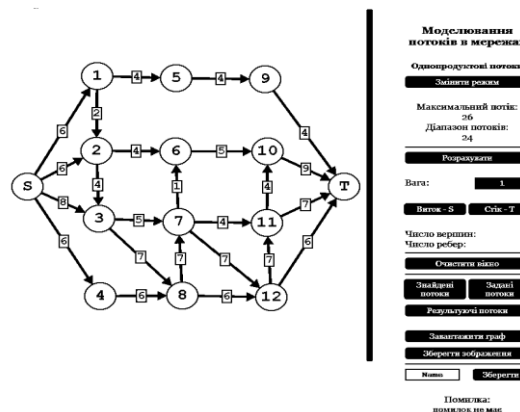 Моделювання
потоків в мережах
Однопродуктові потоки
Змінити режим
Максимальний потік:
26
Діапазон потоків:
24
Розрахувати
Вага: 1
Виток - S Стік - Т
Число вершин:
Число ребер:
Очистити вікно
Знайдені потоки Задані потоки
Результуючі потоки
Завантажити граф
Зберегти зображення
Name Зберегти
Помилка:
помилок не має
1 4 5 4 9
6 2 4
2 4 6 5 10
6 4 1 4 9
S T
8 3 5 7 4 11 7
6 7 7 7 7 6
4 6 8 6 12